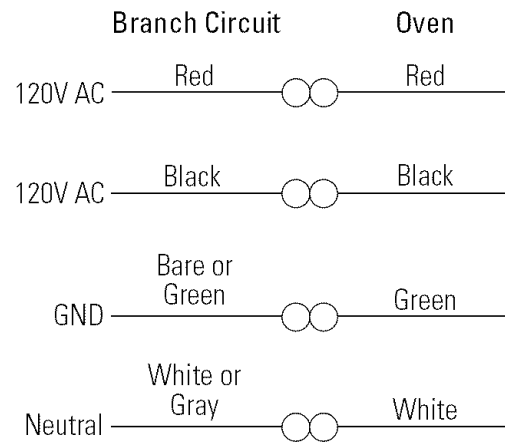 Branch Circuit Oven
120V AC Red Red
120V AC Black Black
Bare or
Green
GND Green
White or
Gray
Neutral White